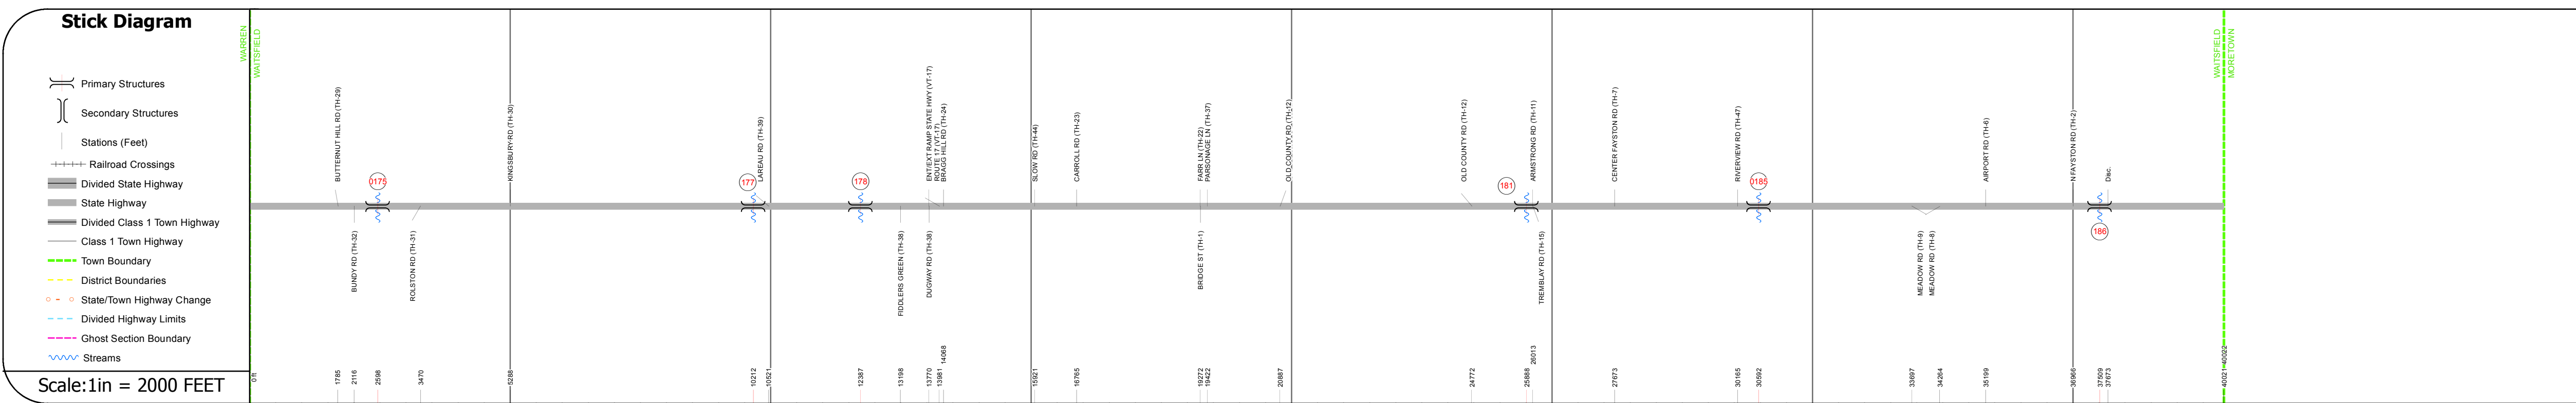 Stick Diagram
Primary Structures
Secondary Structures
Stations (Feet)
Railroad Crossings
Divided State Highway
State Highway
Divided Class 1 Town Highway
Class 1 Town Highway
Town Boundary
District Boundaries
State/Town Highway Change
Divided Highway Limits
Ghost Section Boundary
Streams
Scale:1in = 2000 FEET
WARREN
WAITSFIELD
BUTTERNUT HILL RD (TH-29)
BUNDY RD (TH-32)
0175
ROLSTON RD (TH-31)
KINGSBURY RD (TH-30)
177
LAREAU RD (TH-39)
178
FIDDLERS GREEN (TH-38)
ENT/EXT RAMP STATE HWY (VT-17)
ROUTE 17 (VT-17)
BRAGG HILL RD (TH-24)
DUGWAY RD (TH-38)
SLOW RD (TH-44)
CARROLL RD (TH-23)
FARR LN (TH-22)
PARSONAGE LN (TH-37)
BRIDGE ST (TH-1)
OLD COUNTY RD (TH-12)
OLD COUNTY RD (TH-12)
181
ARMSTRONG RD (TH-11)
TREMBLAY RD (TH-15)
CENTER FAYSTON RD (TH-7)
RIVERVIEW RD (TH-47)
0185
MEADOW RD (TH-9)
MEADOW RD (TH-8)
AIRPORT RD (TH-6)
N FAYSTON RD (TH-2)
Disc.
186
WAITSFIELD
MORETOWN
0 ft
1785
2116
2598
3470
5288
10212
10521
12387
13198
13770
13981
14068
15921
16765
19272
19422
20887
24772
25888
26013
27673
30165
30592
33697
34264
35199
36966
37509
37673
40021
40022